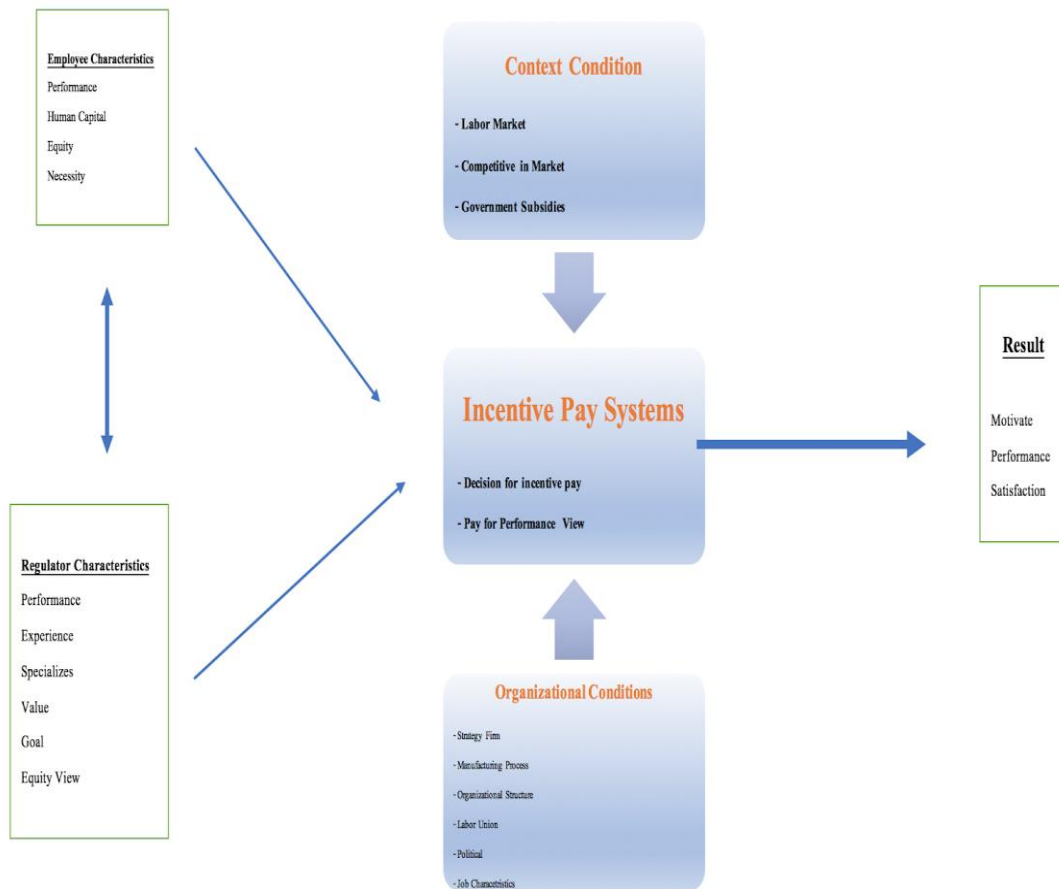 Employee Characteristics
Performance
Human Capital
Equity
Necessity
Context Condition
- Labor Market
- Competitive in Market
- Government Subsidies
Incentive Pay Systems
- Decision for incentive pay
- Pay for Performance View
Result
Motivate
Performance
Satisfaction
Regulator Characteristics
Performance
Experience
Specializes
Value
Goal
Equity View
Organizational Conditions
- Strategy Firm
- Manufacturing Process
- Organizational Structure
- Labor Union
- Political
- Job Characetristics